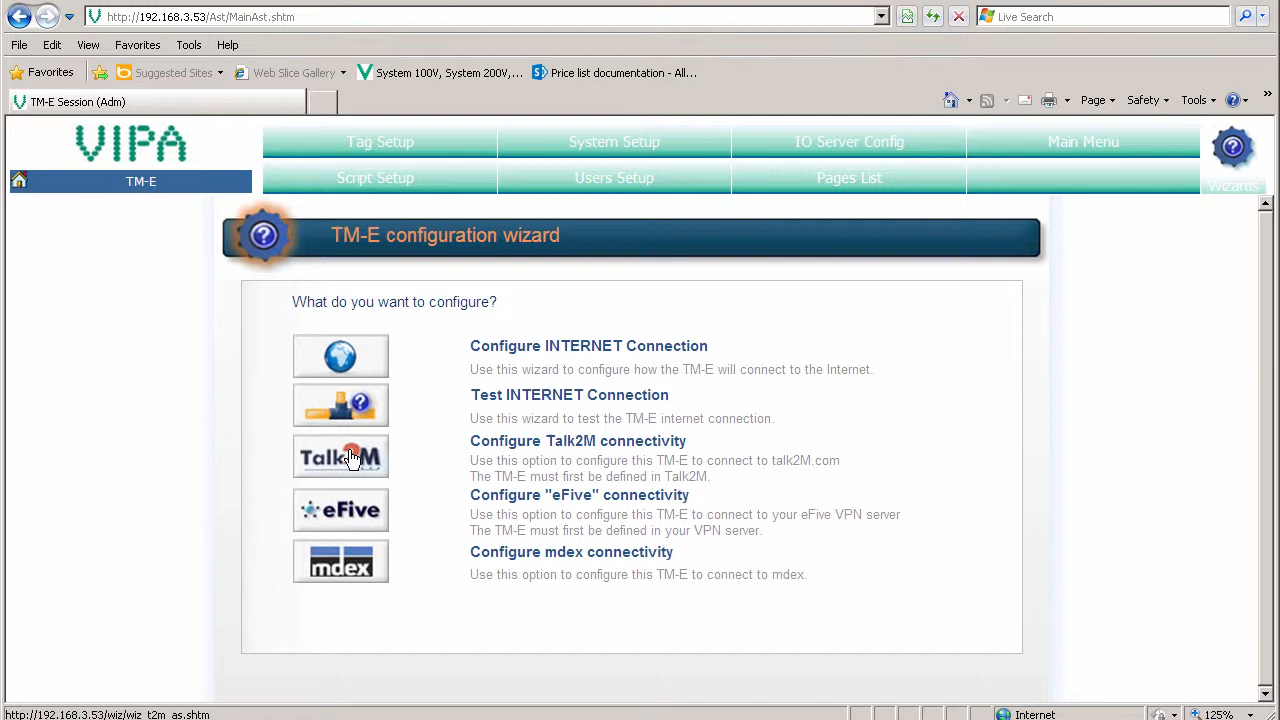 http://192.168.3.53/Ast/MainAst.shtm
Live Search
File Edit View Favorites Tools Help
Favorites Suggested Sites Web Slice Gallery System 100V, System 200V,... Price list documentation - All...
TM-E Session (Adm)
Page Safety Tools
VIPA
Tag Setup System Setup IO Server Config Main Menu
TM-E
Script Setup Users Setup Pages List
Wizards
TM-E configuration wizard
What do you want to configure?
Configure INTERNET Connection
Use this wizard to configure how the TM-E will connect to the Internet.
Test INTERNET Connection
Use this wizard to test the TM-E internet connection.
Talk2M
Configure Talk2M connectivity
Use this option to configure this TM-E to connect to talk2M.com
The TM-E must first be defined in Talk2M.
eFive
Configure "eFive" connectivity
Use this option to configure this TM-E to connect to your eFive VPN server
The TM-E must first be defined in your VPN server.
mdex
Configure mdex connectivity
Use this option to configure this TM-E to connect to mdex.
http://192.168.3.53/wiz/wiz_t2m_as.shtm
Internet
125%